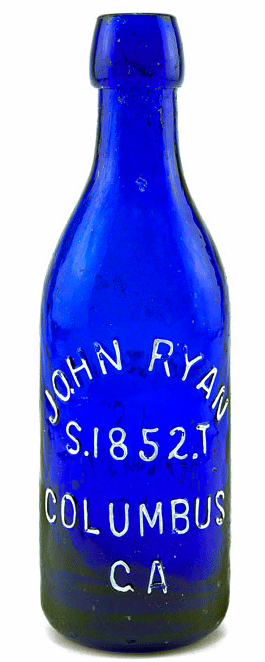 JOHN RYAN
S.1852.T
COLUMBUS
GA